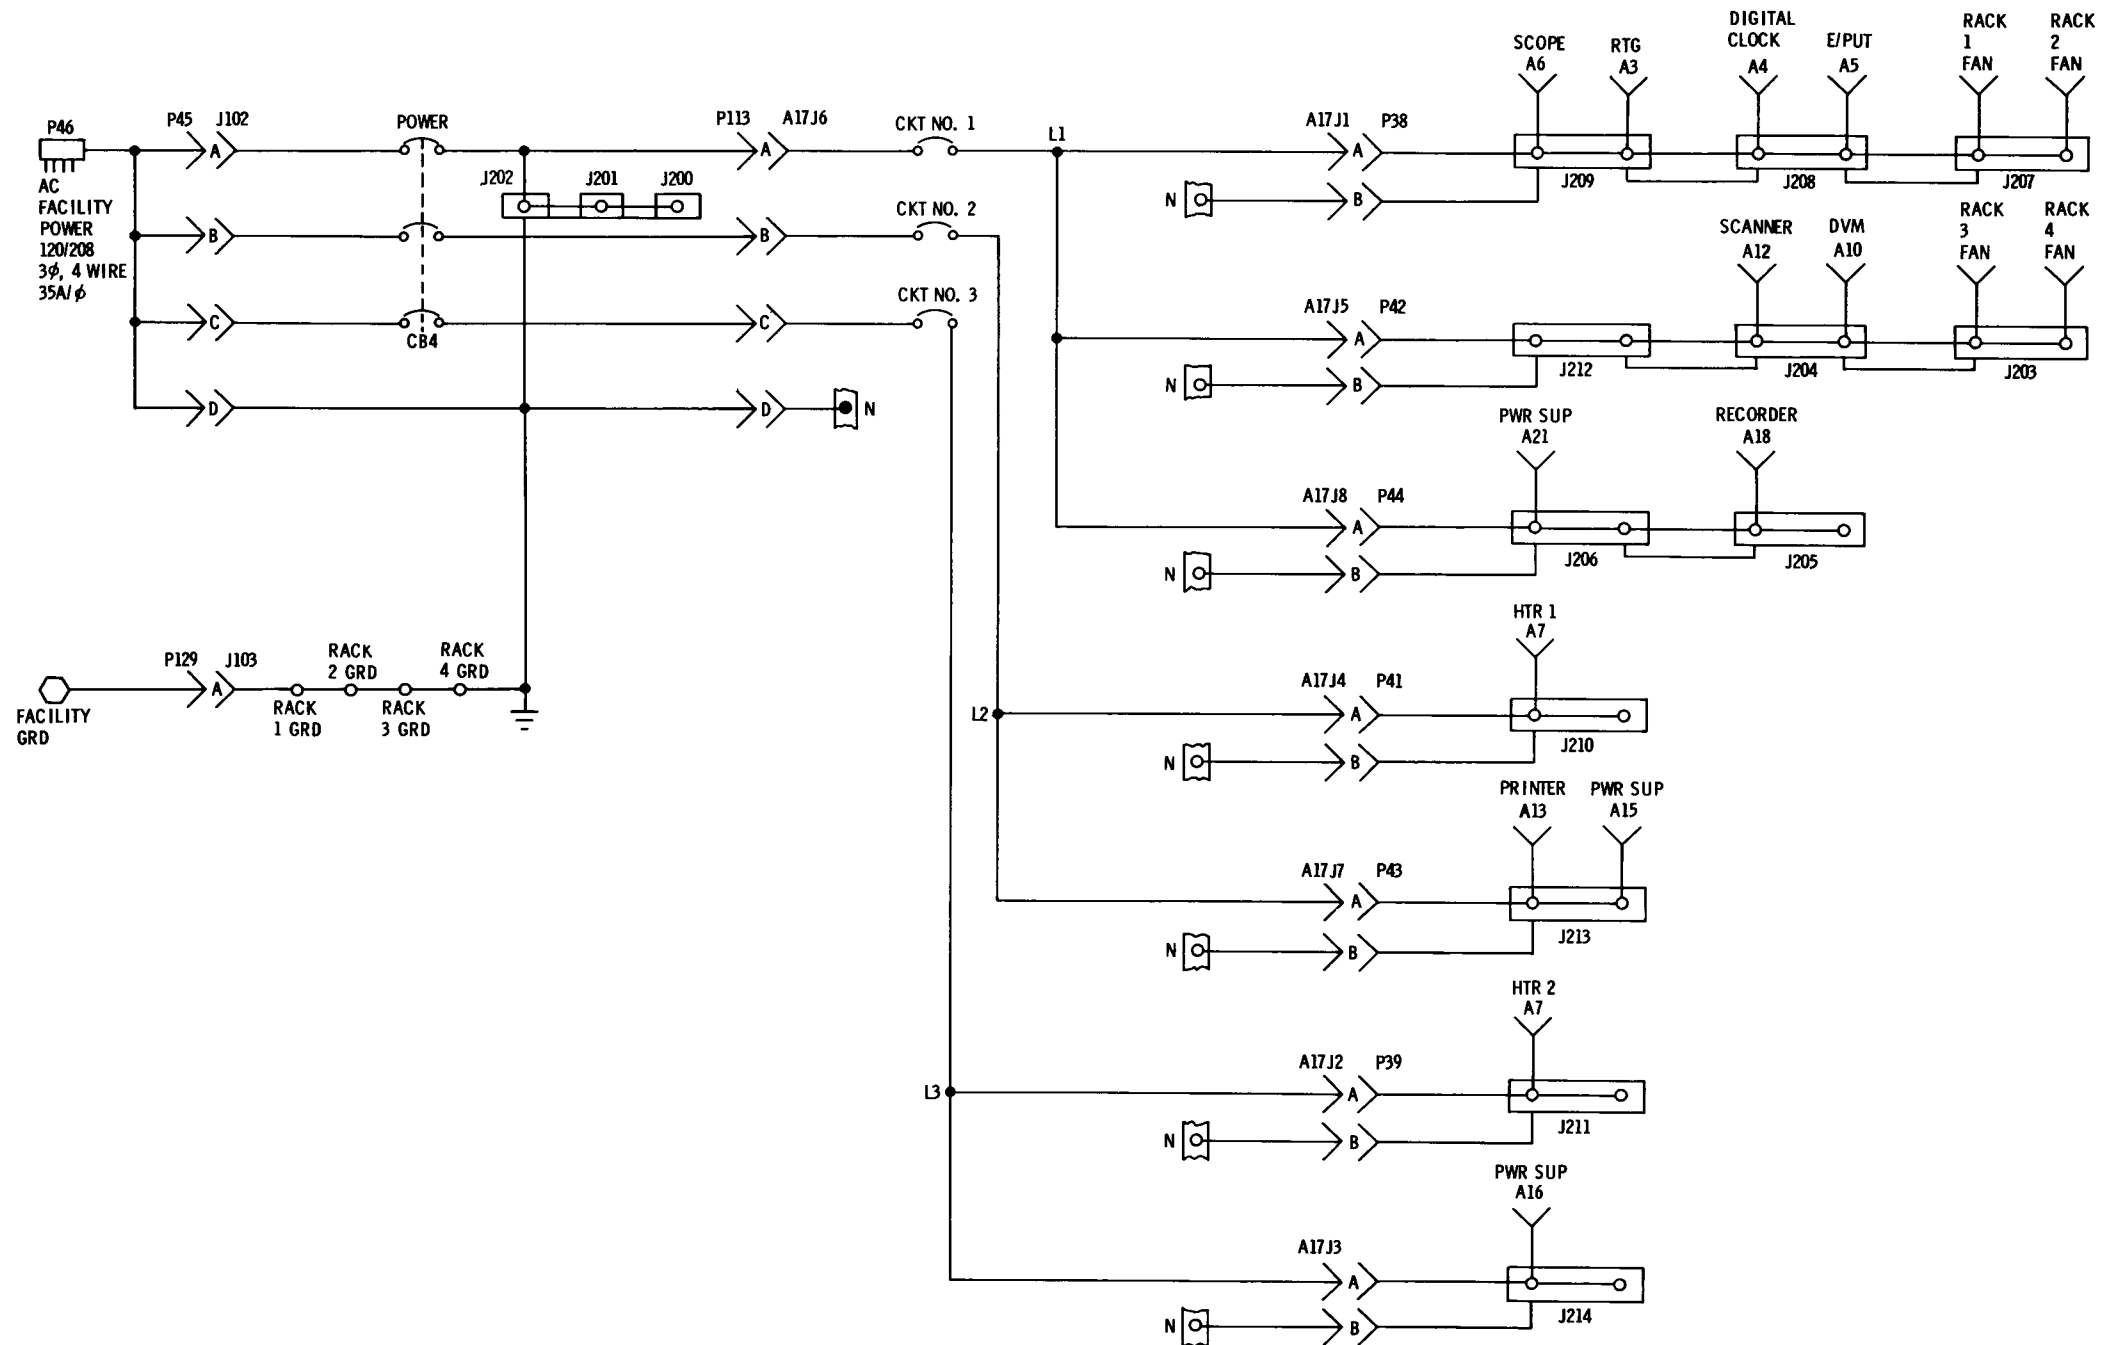 P46
AC
FACILITY
POWER
120/208
3ϕ, 4 WIRE
35A/ϕ
P45 J102
A
B
C
D
POWER
CB4
J202
J201
J200
P113 A17J6
A
B
C
D
N
CKT NO. 1
CKT NO. 2
CKT NO. 3
FACILITY
GRD
P129 J103
A
RACK
1 GRD
RACK
2 GRD
RACK
3 GRD
RACK
4 GRD
L1
L2
L3
A17J1 P38
A
N
B
SCOPE
A6
RTG
A3
DIGITAL
CLOCK
A4
E/PUT
A5
RACK
1
FAN
RACK
2
FAN
J209
J208
J207
A17J5 P42
A
N
B
SCANNER
A12
DVM
A10
RACK
3
FAN
RACK
4
FAN
J212
J204
J203
A17J8 P44
A
N
B
PWR SUP
A21
RECORDER
A18
J206
J205
A17J4 P41
A
N
B
HTR 1
A7
J210
A17J7 P43
A
N
B
PRINTER
A13
PWR SUP
A15
J213
A17J2 P39
A
N
B
HTR 2
A7
J211
A17J3
A
N
B
PWR SUP
A16
J214